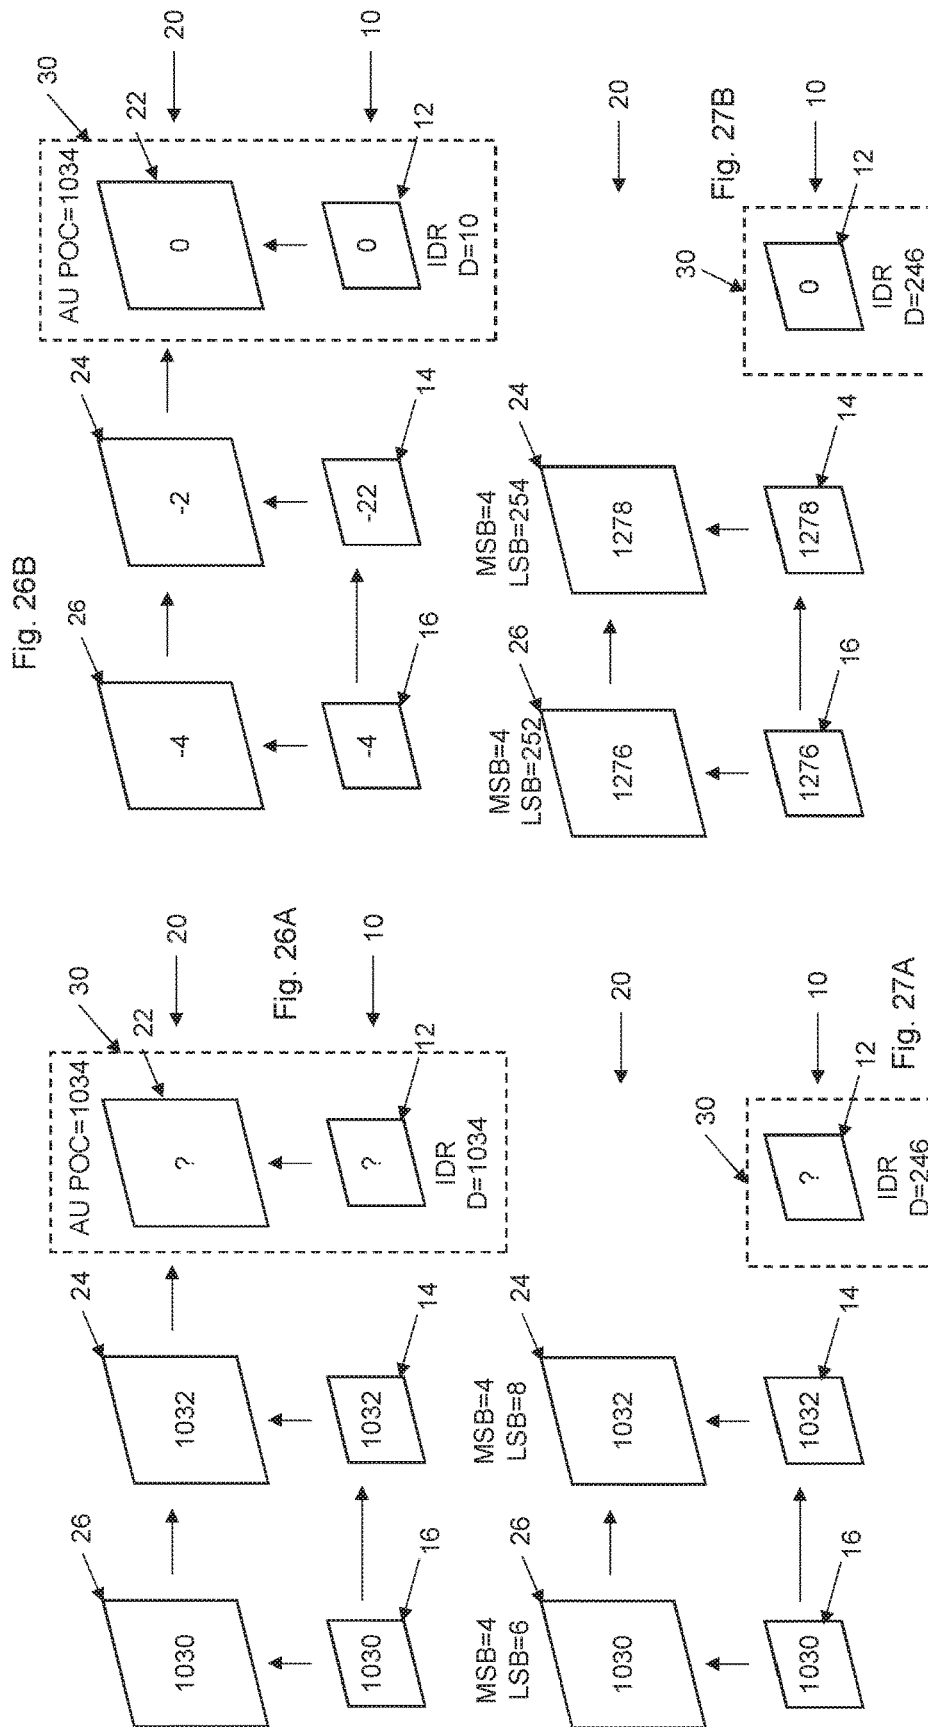 26
24
AU POC=1034
22
30
1030
1032
?
20
Fig. 26A
1030
1032
?
10
16
14
IDR
D=1034
12
Fig. 26B
26
24
AU POC=1034
22
30
-4
-2
0
20
-4
-22
0
10
16
14
IDR
D=10
12
MSB=4
LSB=6
26
MSB=4
LSB=8
24
1030
1032
20
30
1030
1032
?
10
16
14
12
IDR
D=246
Fig. 27A
MSB=4
LSB=252
26
MSB=4
LSB=254
24
1276
1278
20
30
Fig. 27B
1276
1278
0
10
16
14
12
IDR
D=246